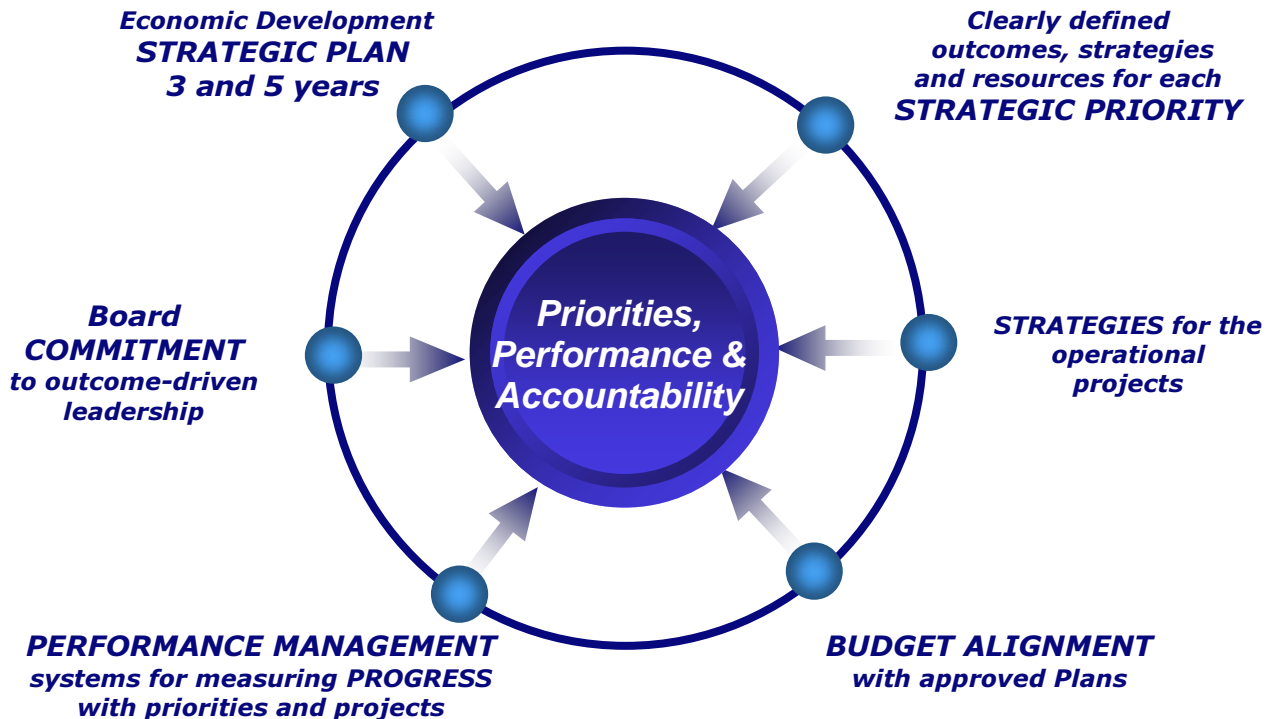 Economic Development
STRATEGIC PLAN
3 and 5 years
Clearly defined
outcomes, strategies
and resources for each
STRATEGIC PRIORITY
Board
COMMITMENT
to outcome-driven
leadership
Priorities,
Performance &
Accountability
STRATEGIES for the
operational
projects
PERFORMANCE MANAGEMENT
systems for measuring PROGRESS
with priorities and projects
BUDGET ALIGNMENT
with approved Plans